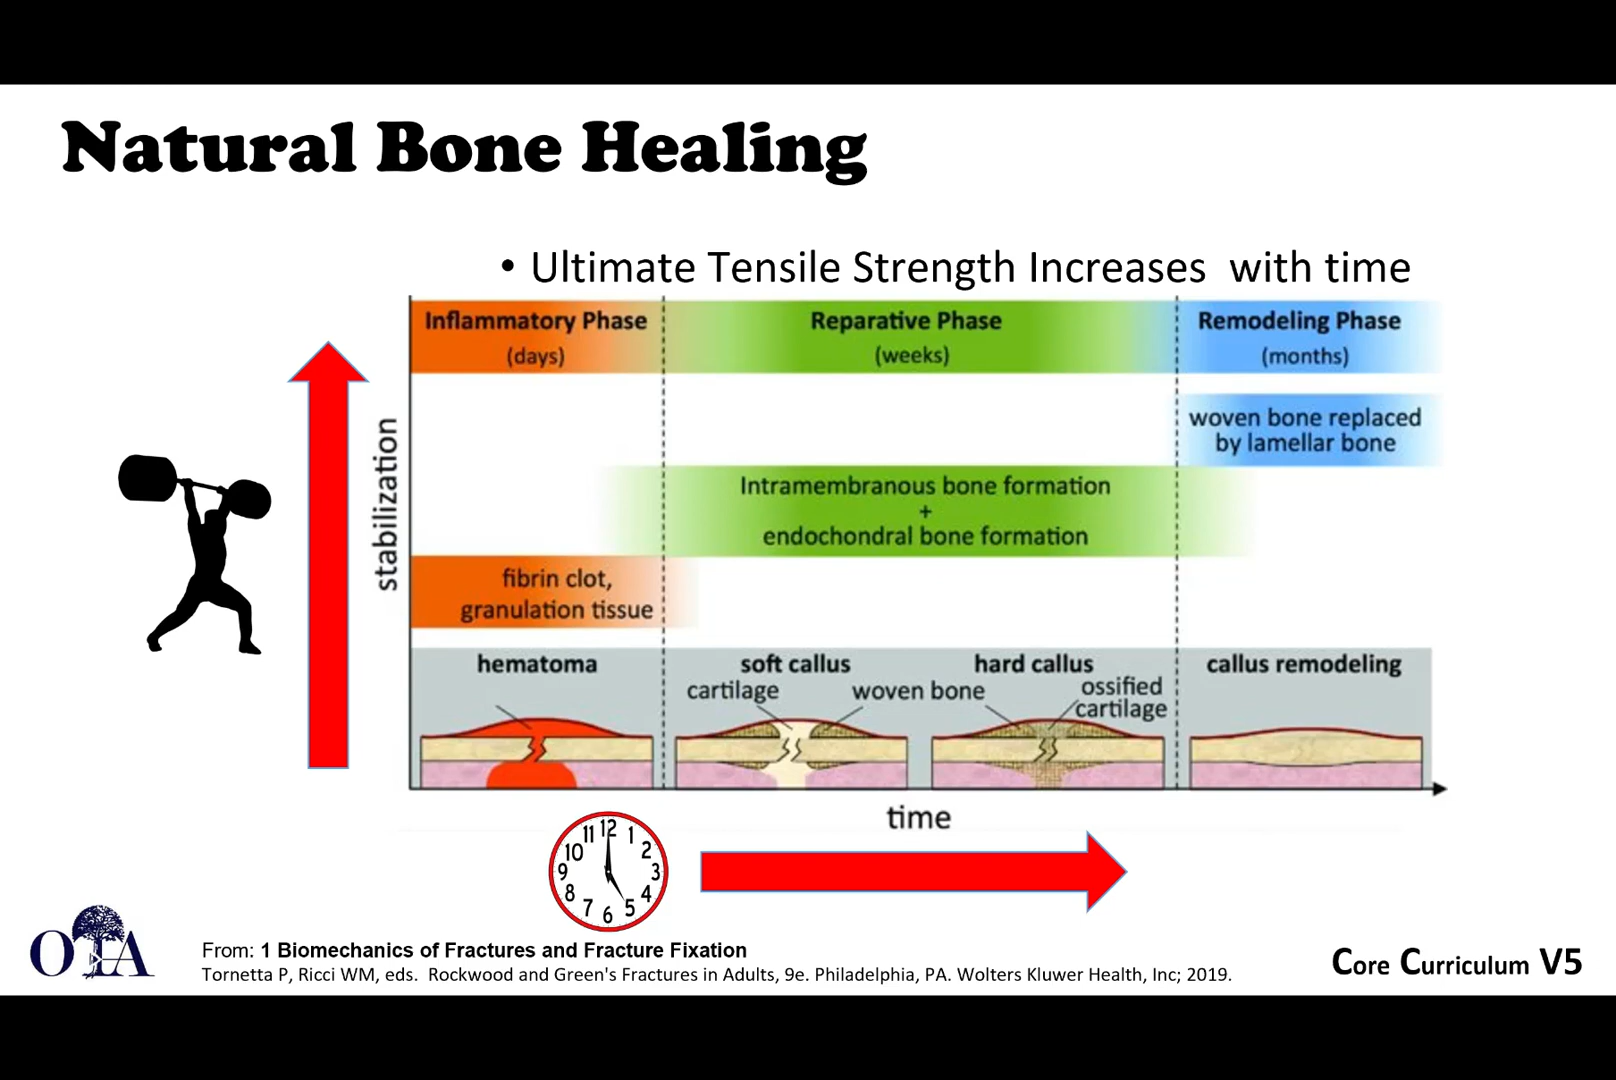 Natural Bone Healing
• Ultimate Tensile Strength Increases with time
Inflammatory Phase
(days)
Reparative Phase
(weeks)
Remodeling Phase
(months)
woven bone replaced
by lamellar bone
Intramembranous bone formation
+
endochondral bone formation
fibrin clot,
granulation tissue
stabilization
hematoma
soft callus
hard callus
callus remodeling
cartilage
woven bone
ossified
cartilage
time
11 12 1
10 2
9 3
8 4
7 6 5
OTA
From: 1 Biomechanics of Fractures and Fracture Fixation
Tornetta P, Ricci WM, eds. Rockwood and Green's Fractures in Adults, 9e. Philadelphia, PA. Wolters Kluwer Health, Inc; 2019.
Core Curriculum V5